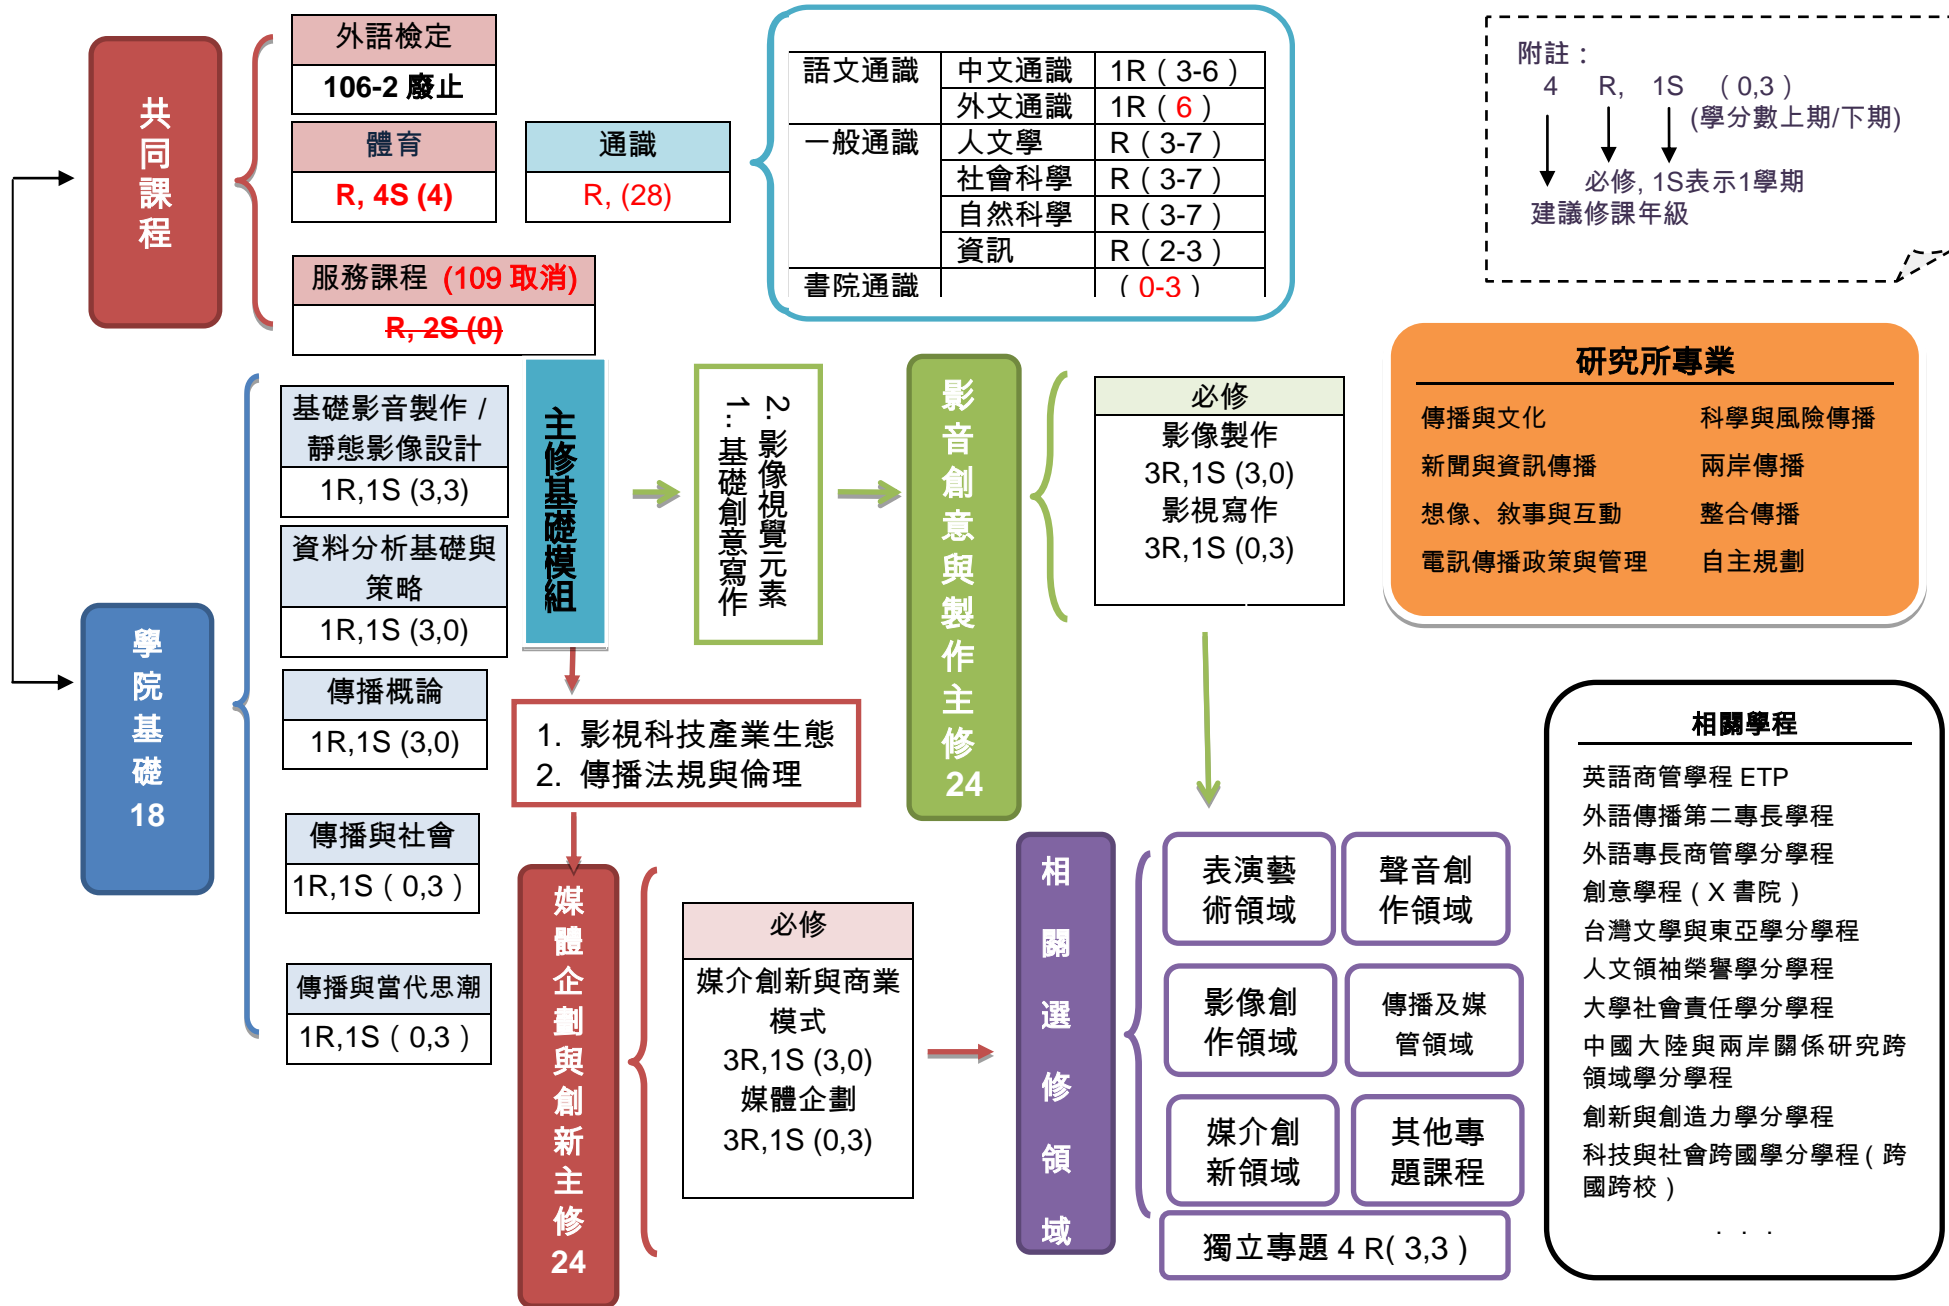 共
同
課
程
外語檢定
106-2 廢止
體育
R, 4S (4)
服務課程 (109 取消)
R, 2S (0)
通識
R, (28)
語文通識 中文通識 1R（3-6）
外文通識 1R（6）
一般通識 人文學 R（3-7）
社會科學 R（3-7）
自然科學 R（3-7）
資訊 R（2-3）
書院通識 （0-3）
附註：
4 R, 1S （0,3）
(學分數上期/下期)
必修, 1S表示1學期
建議修課年級
學
院
基
礎
18
基礎影音製作 /
靜態影像設計
1R,1S (3,3)
資料分析基礎與
策略
1R,1S (3,0)
傳播概論
1R,1S (3,0)
傳播與社會
1R,1S（0,3）
傳播與當代思潮
1R,1S（0,3）
主修基礎模組
1.. 基礎創意寫作
2. 影像視覺元素
影
音
創
意
與
製
作
主
修
24
必修
影像製作
3R,1S (3,0)
影視寫作
3R,1S (0,3)
1. 影視科技產業生態
2. 傳播法規與倫理
媒
體
企
劃
與
創
新
主
修
24
必修
媒介創新與商業
模式
3R,1S (3,0)
媒體企劃
3R,1S (0,3)
相
關
選
修
領
域
表演藝
術領域
聲音創
作領域
影像創
作領域
傳播及媒
管領域
媒介創
新領域
其他專
題課程
獨立專題 4 R(3,3）
研究所專業
傳播與文化 科學與風險傳播
新聞與資訊傳播 兩岸傳播
想像、敘事與互動 整合傳播
電訊傳播政策與管理 自主規劃
相關學程
英語商管學程 ETP
外語傳播第二專長學程
外語專長商管學分學程
創意學程（X 書院）
台灣文學與東亞學分學程
人文領袖榮譽學分學程
大學社會責任學分學程
中國大陸與兩岸關係研究跨
領域學分學程
創新與創造力學分學程
科技與社會跨國學分學程（跨
國跨校）
. . .